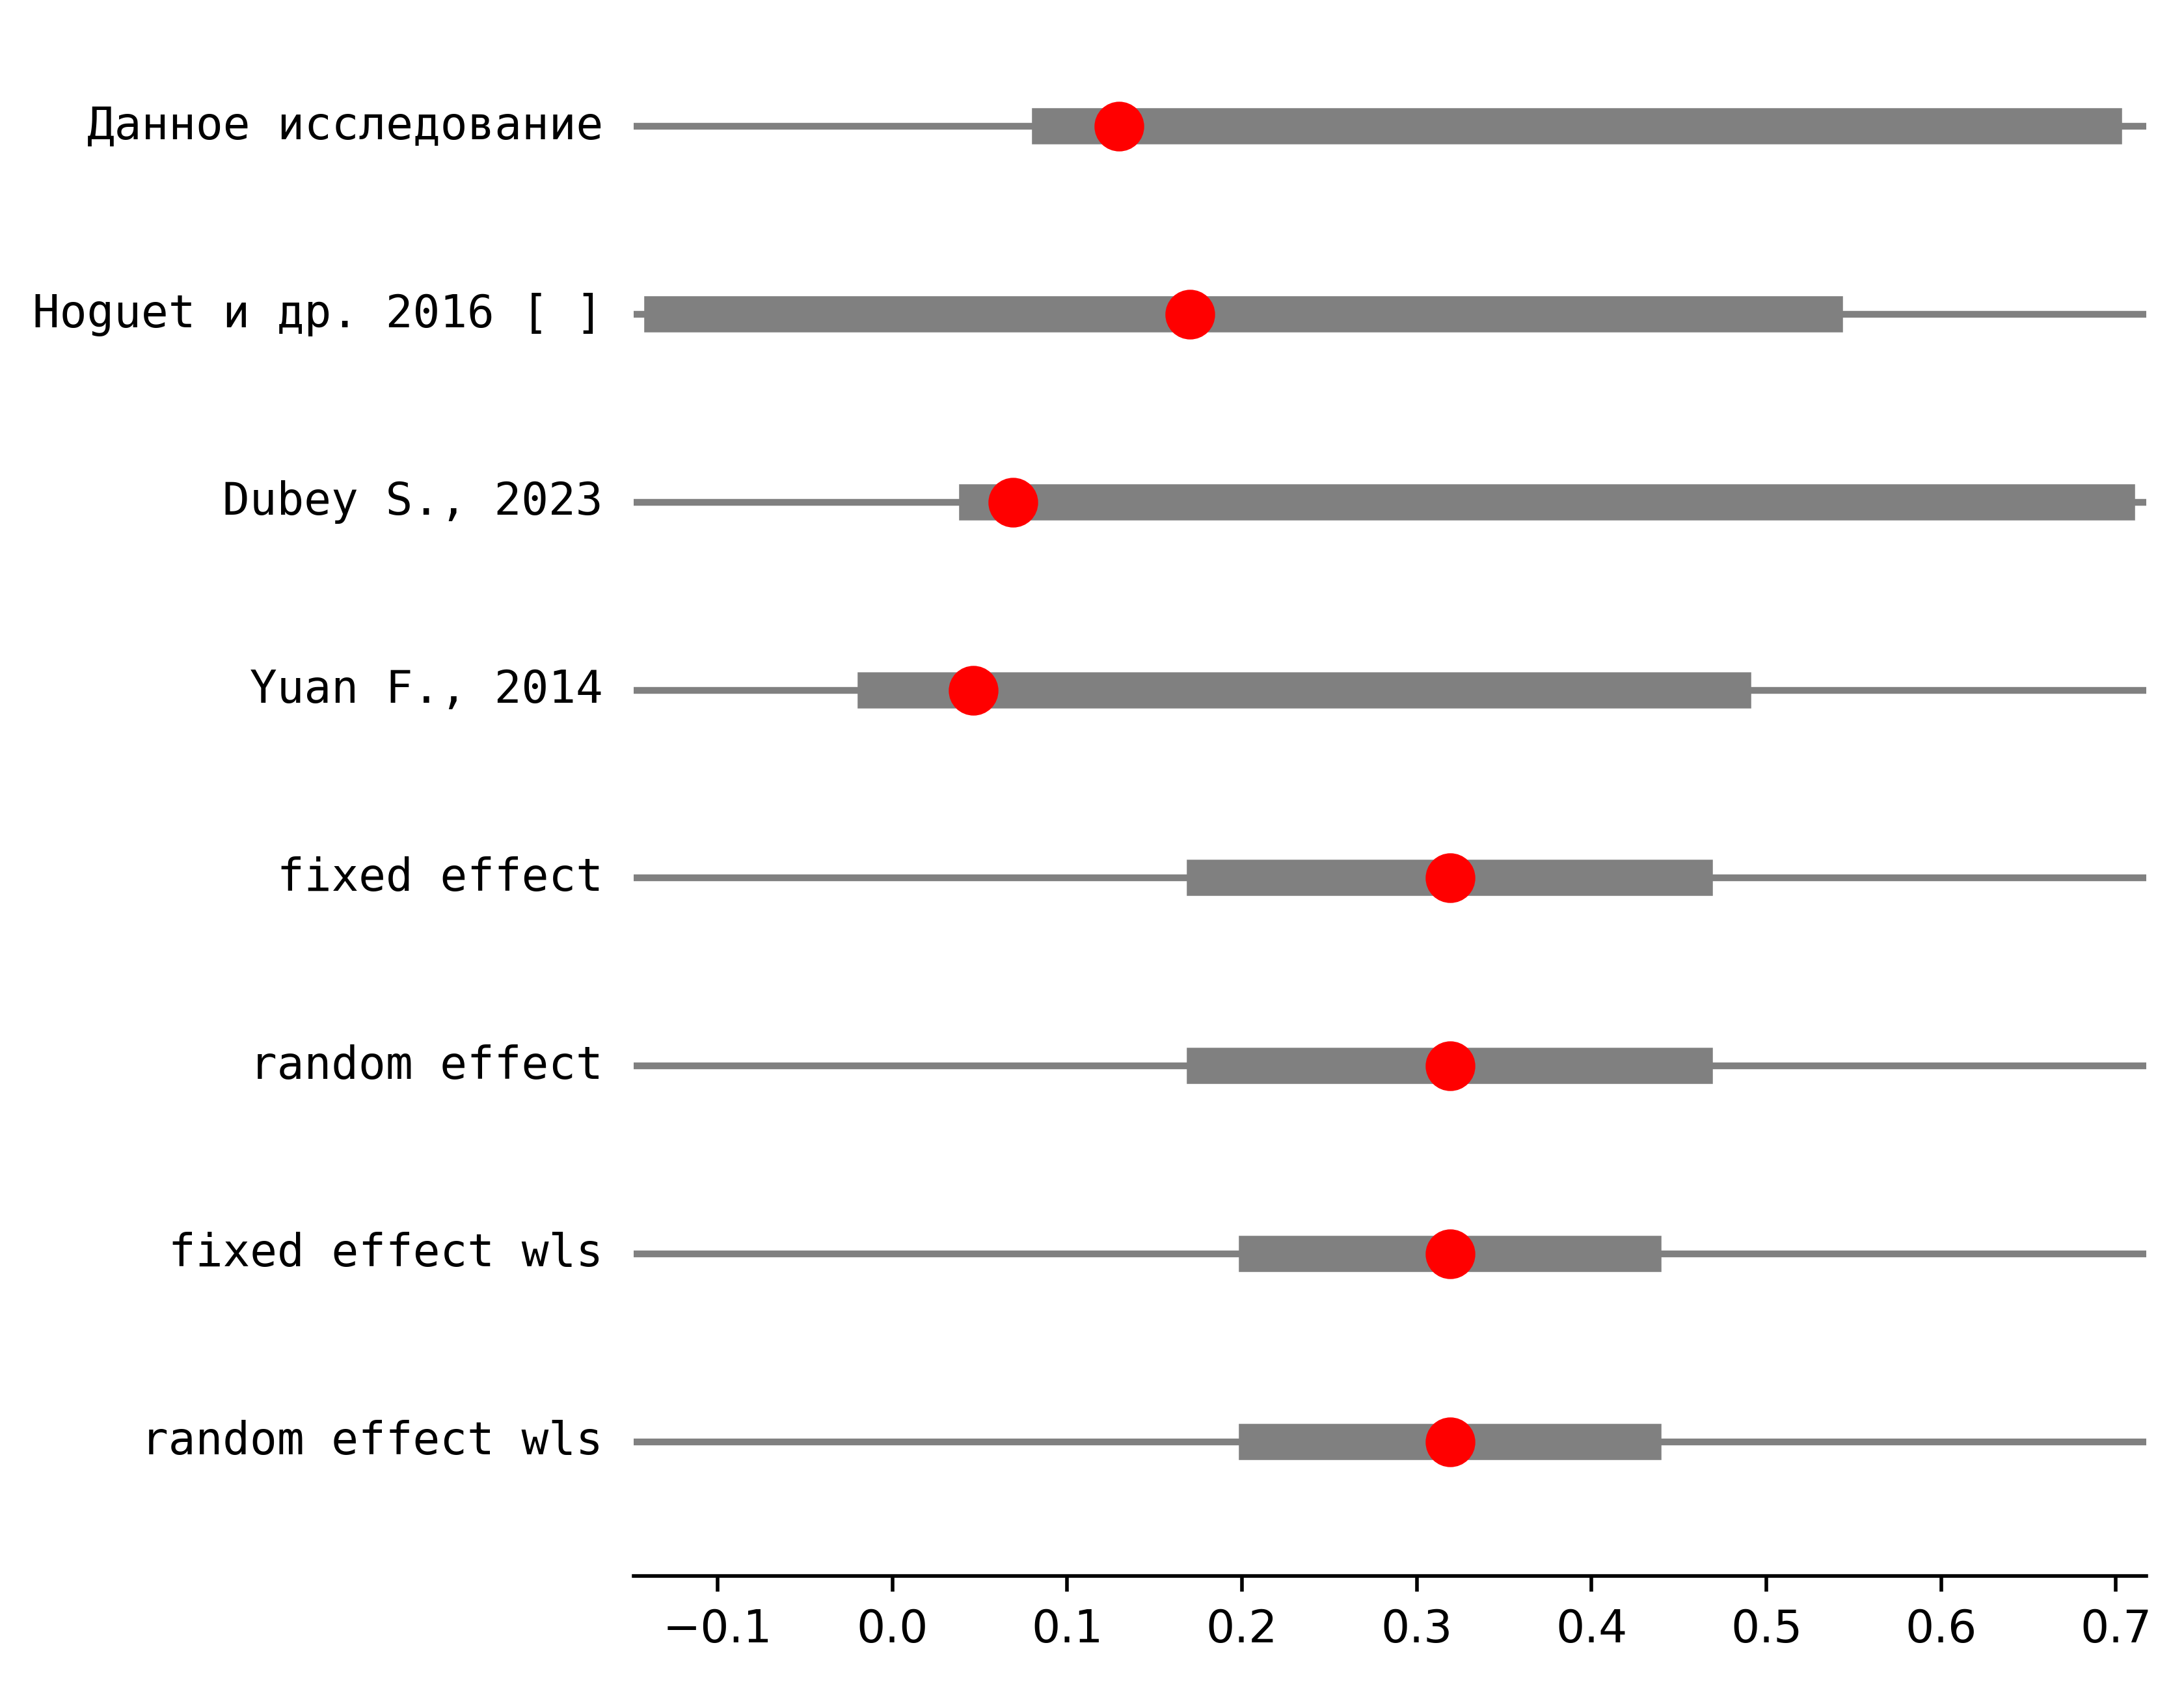 Данное исследование
Hoguet и др. 2016 [ ]
Dubey S., 2023
Yuan F., 2014
fixed effect
random effect
fixed effect wls
random effect wls
−0.1 0.0 0.1 0.2 0.3 0.4 0.5 0.6 0.7